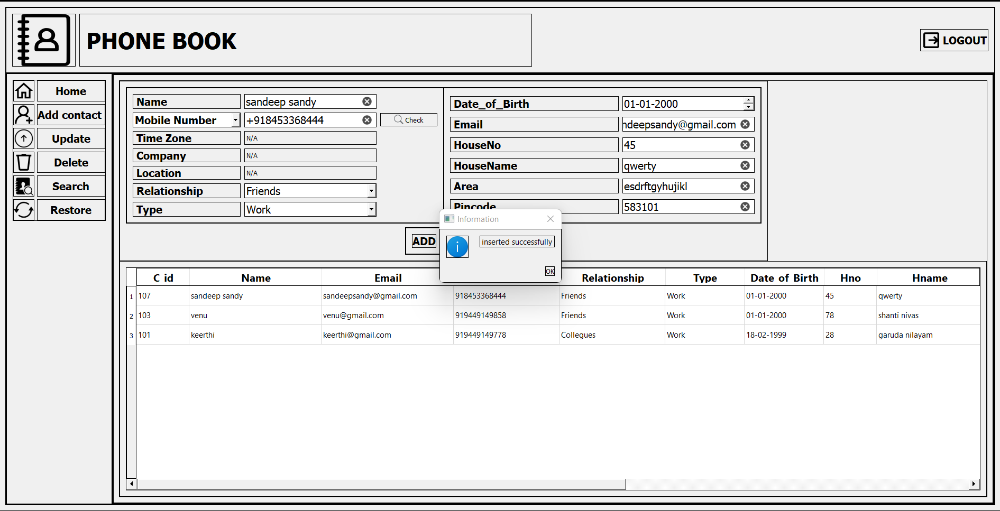 PHONE BOOK
LOGOUT
Home
Add contact
Update
Delete
Search
Restore
Name sandeep sandy
Mobile Number +918453368444 Check
Time Zone N/A
Company N/A
Location N/A
Relationship Friends
Type Work
Date_of_Birth 01-01-2000
Email ndeepsandy@gmail.com
HouseNo 45
HouseName qwerty
Area esdrftgyhujikl
Pincode 583101
ADD
Information
inserted successfully
OK
C id Name Email Relationship Type Date of Birth Hno Hname
1 107 sandeep sandy sandeepsandy@gmail.com 918453368444 Friends Work 01-01-2000 45 qwerty
2 103 venu venu@gmail.com 919449149858 Friends Work 01-01-2000 78 shanti nivas
3 101 keerthi keerthi@gmail.com 919449149778 Collegues Work 18-02-1999 28 garuda nilayam